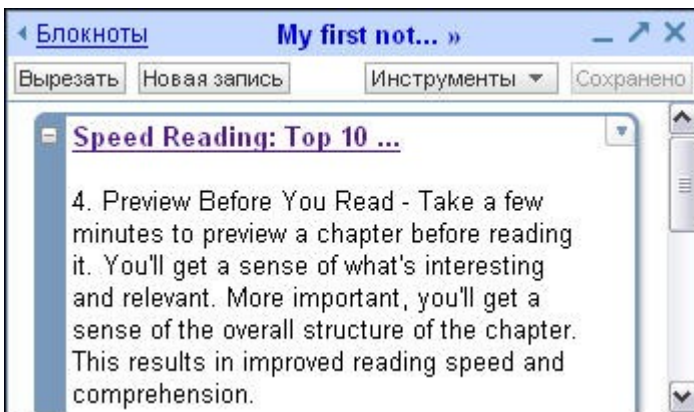 Блокноты My first not... »
Вырезать Новая запись Инструменты Сохранено
Speed Reading: Top 10 ...
4. Preview Before You Read - Take a few
minutes to preview a chapter before reading
it. You'll get a sense of what's interesting
and relevant. More important, you'll get a
sense of the overall structure of the chapter.
This results in improved reading speed and
comprehension.